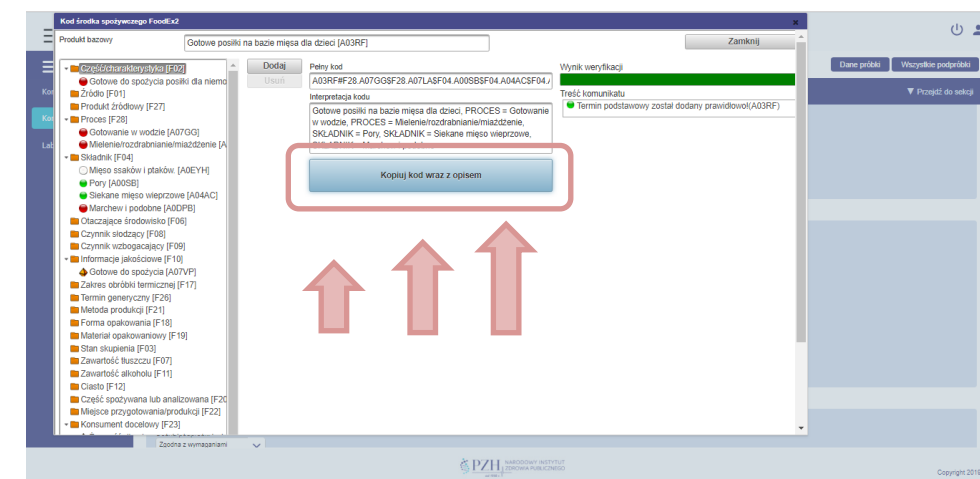 Kod środka spożywczego FoodEx2
x
Produkt bazowy
Gotowe posiłki na bazie mięsa dla dzieci [A03RF]
Zamknij
Część/charakterystyka [F02]
Gotowe do spożycia posiłki dla niemo
Źródło [F01]
Produkt źródłowy [F27]
Proces [F28]
Gotowanie w wodzie [A07GG]
Mielenie/rozdrabnianie/miażdżenie [A
Składnik [F04]
Mięso ssaków i ptaków. [A0EYH]
Pory [A00SB]
Siekane mięso wieprzowe [A04AC]
Marchew i podobne [A0DPB]
Otaczające środowisko [F06]
Czynnik słodzący [F08]
Czynnik wzbogacający [F09]
Informacje jakościowe [F10]
Gotowe do spożycia [A07VP]
Zakres obróbki termicznej [F17]
Termin generyczny [F26]
Metoda produkcji [F21]
Forma opakowania [F18]
Materiał opakowaniowy [F19]
Stan skupienia [F03]
Zawartość tłuszczu [F07]
Zawartość alkoholu [F11]
Ciasto [F12]
Część spożywana lub analizowana [F20
Miejsce przygotowania/produkcji [F22]
Konsument docelowy [F23]
Dodaj
Usuń
Pełny kod
A03RF#F28.A07GG$F28.A07LA$F04.A00SB$F04.A04AC$F04.
Interpretacja kodu
Gotowe posiłki na bazie mięsa dla dzieci, PROCES = Gotowanie
w wodzie, PROCES = Mielenie/rozdrabnianie/miażdżenie,
SKŁADNIK = Pory, SKŁADNIK = Siekane mięso wieprzowe,
Kopiuj kod wraz z opisem
Wynik weryfikacji
Treść komunikatu
Termin podstawowy został dodany prawidłowo!(A03RF)
Dane próbki
Wszystkie podpróbki
Przejdź do sekcji
Kor
Kor
Lab
Zgodna z wymaganiami
PZH
NARODOWY INSTYTUT
ZDROWIA PUBLICZNEGO
Copyright 2019